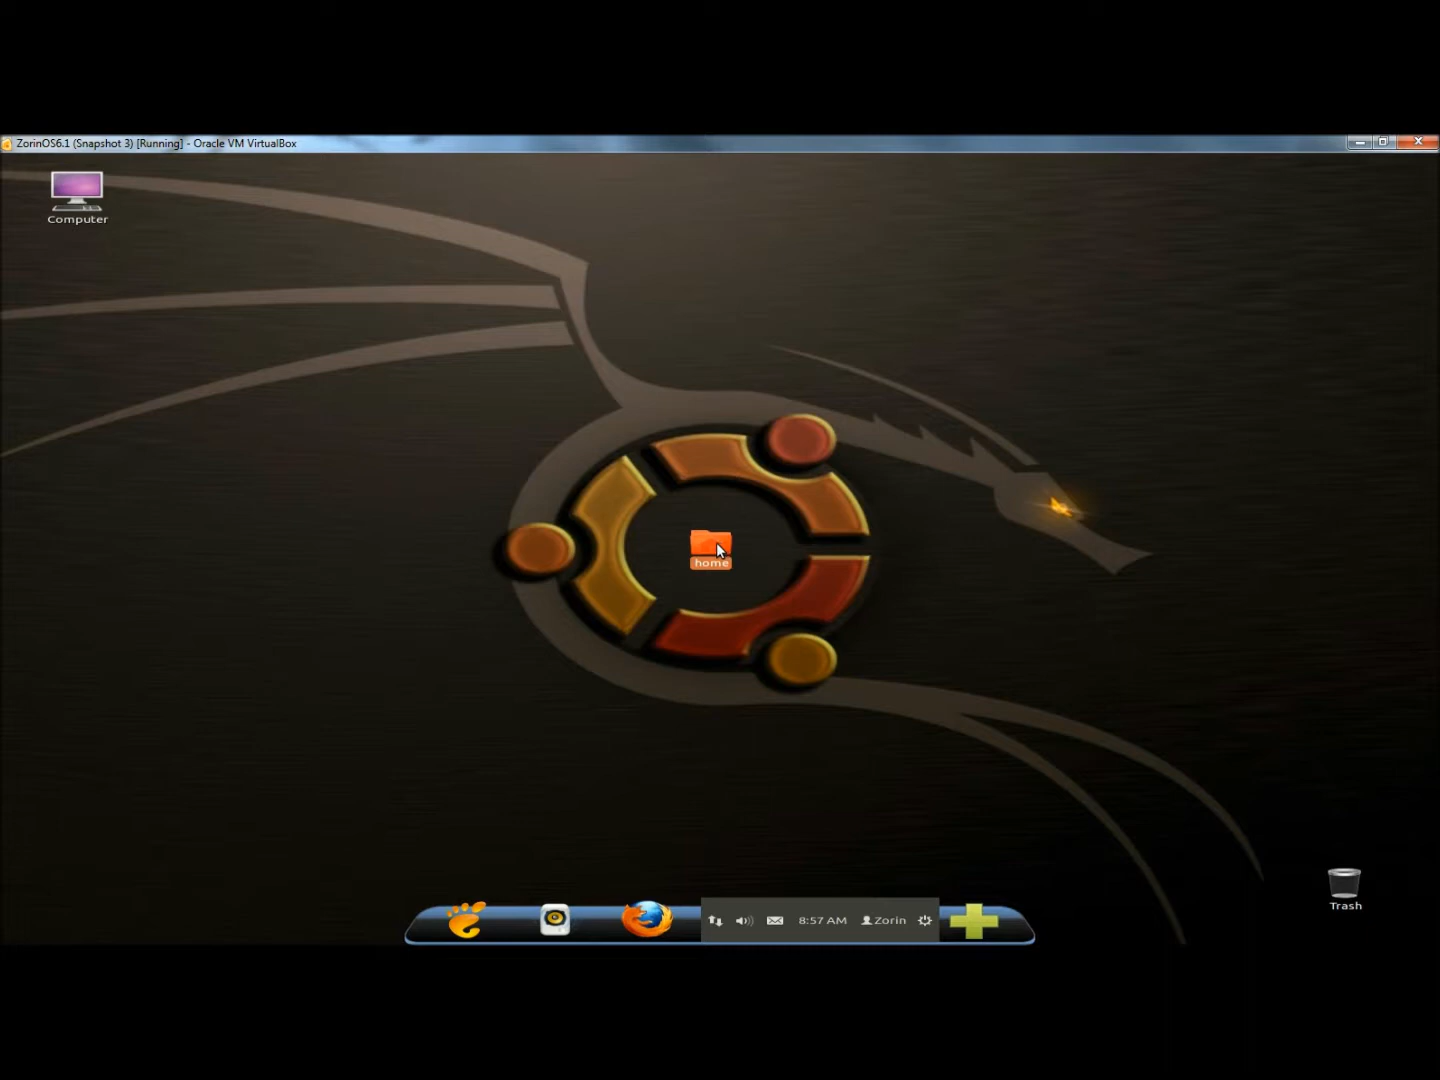 ZorinOS6.1 (Snapshot 3) [Running] - Oracle VM VirtualBox
Computer
home
Trash
8:57 AM Zorin